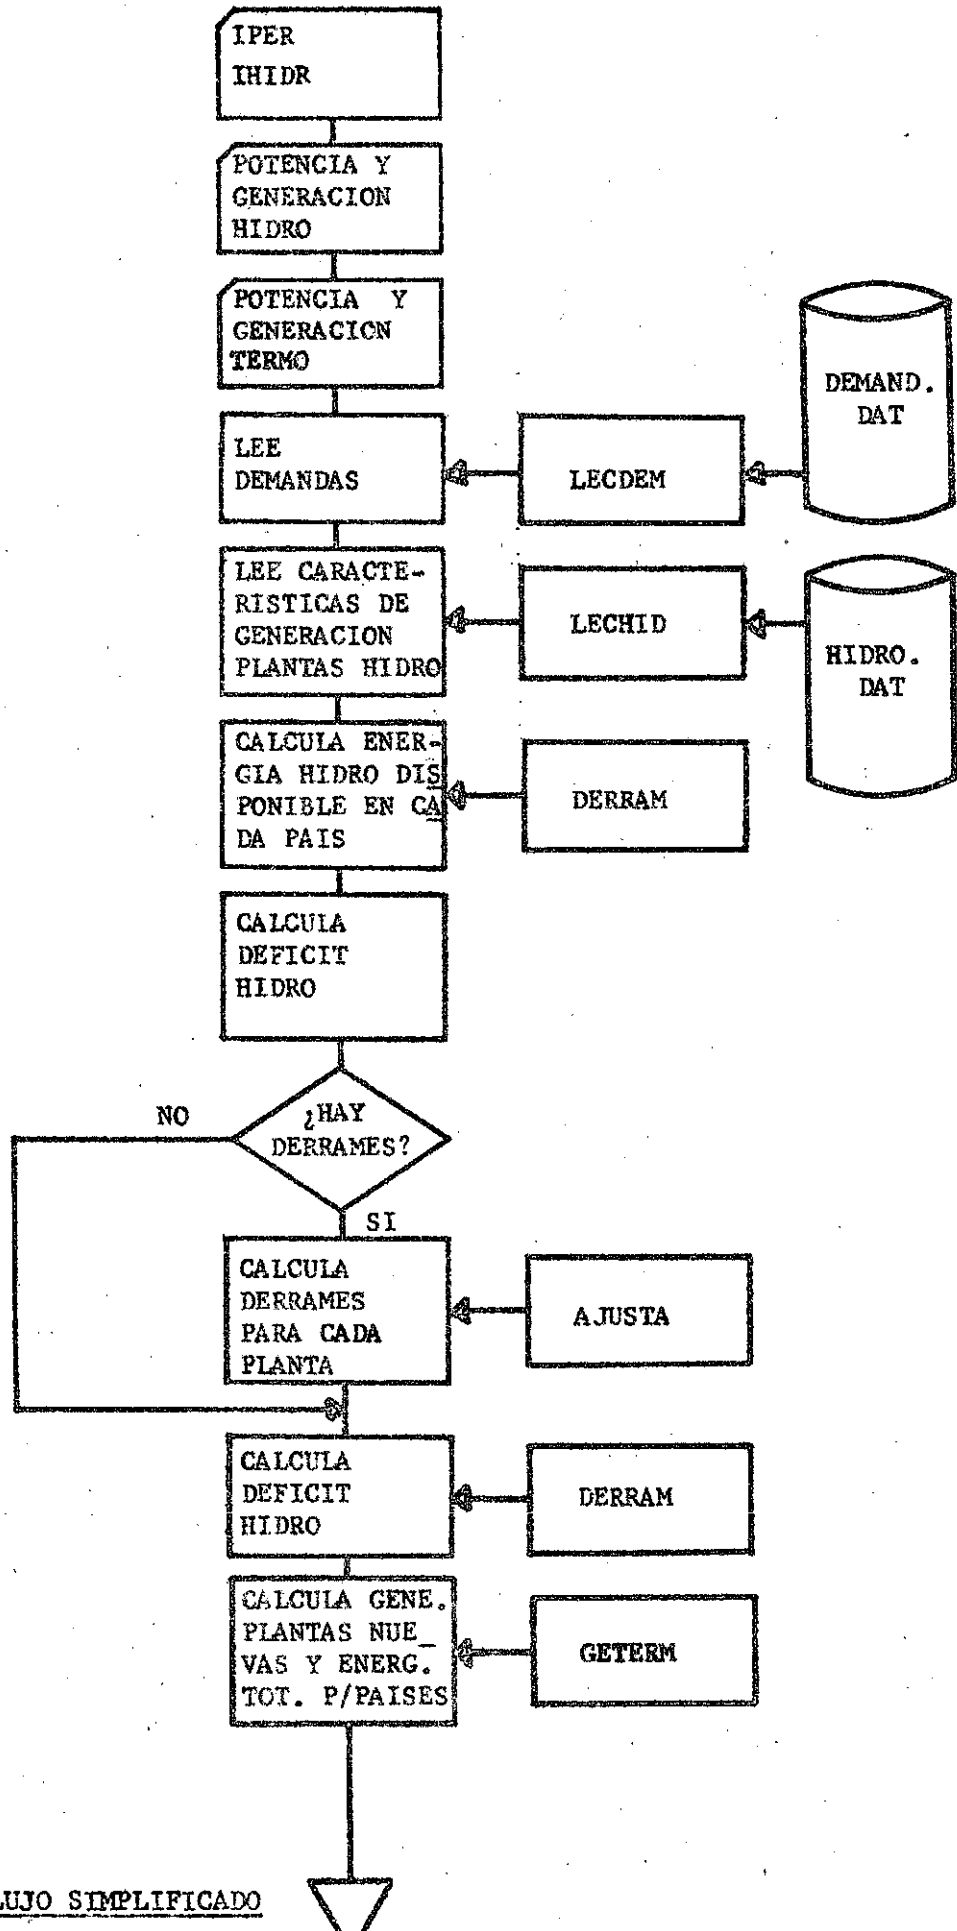 IPER
IHIDR
POTENCIA Y
GENERACION
HIDRO
POTENCIA Y
GENERACION
TERMO
LEE
DEMANDAS
LECDEM
DEMAND.
DAT
LEE CARACTE-
RISTICAS DE
GENERACION
PLANTAS HIDRO
LECHID
HIDRO.
DAT
CALCULA ENER-
GIA HIDRO DIS
PONIBLE EN CA
DA PAIS
DERRAM
CALCULA
DEFICIT
HIDRO
¿HAY
DERRAMES?
NO
SI
CALCULA
DERRAMES
PARA CADA
PLANTA
AJUSTA
CALCULA
DEFICIT
HIDRO
DERRAM
CALCULA GENE.
PLANTAS NUE_
VAS Y ENERG.
TOT. P/PAISES
GETERM
LUJO SIMPLIFICADO